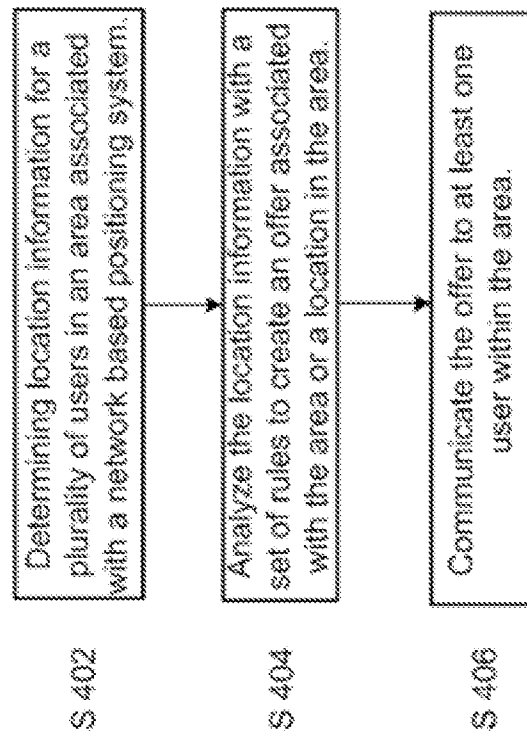 S 402
Determining location information for a
plurality of users in an area associated
with a network based positioning system.
S 404
Analyze the location information with a
set of rules to create an offer associated
with the area or a location in the area.
S 406
Communicate the offer to at least one
user within the area.